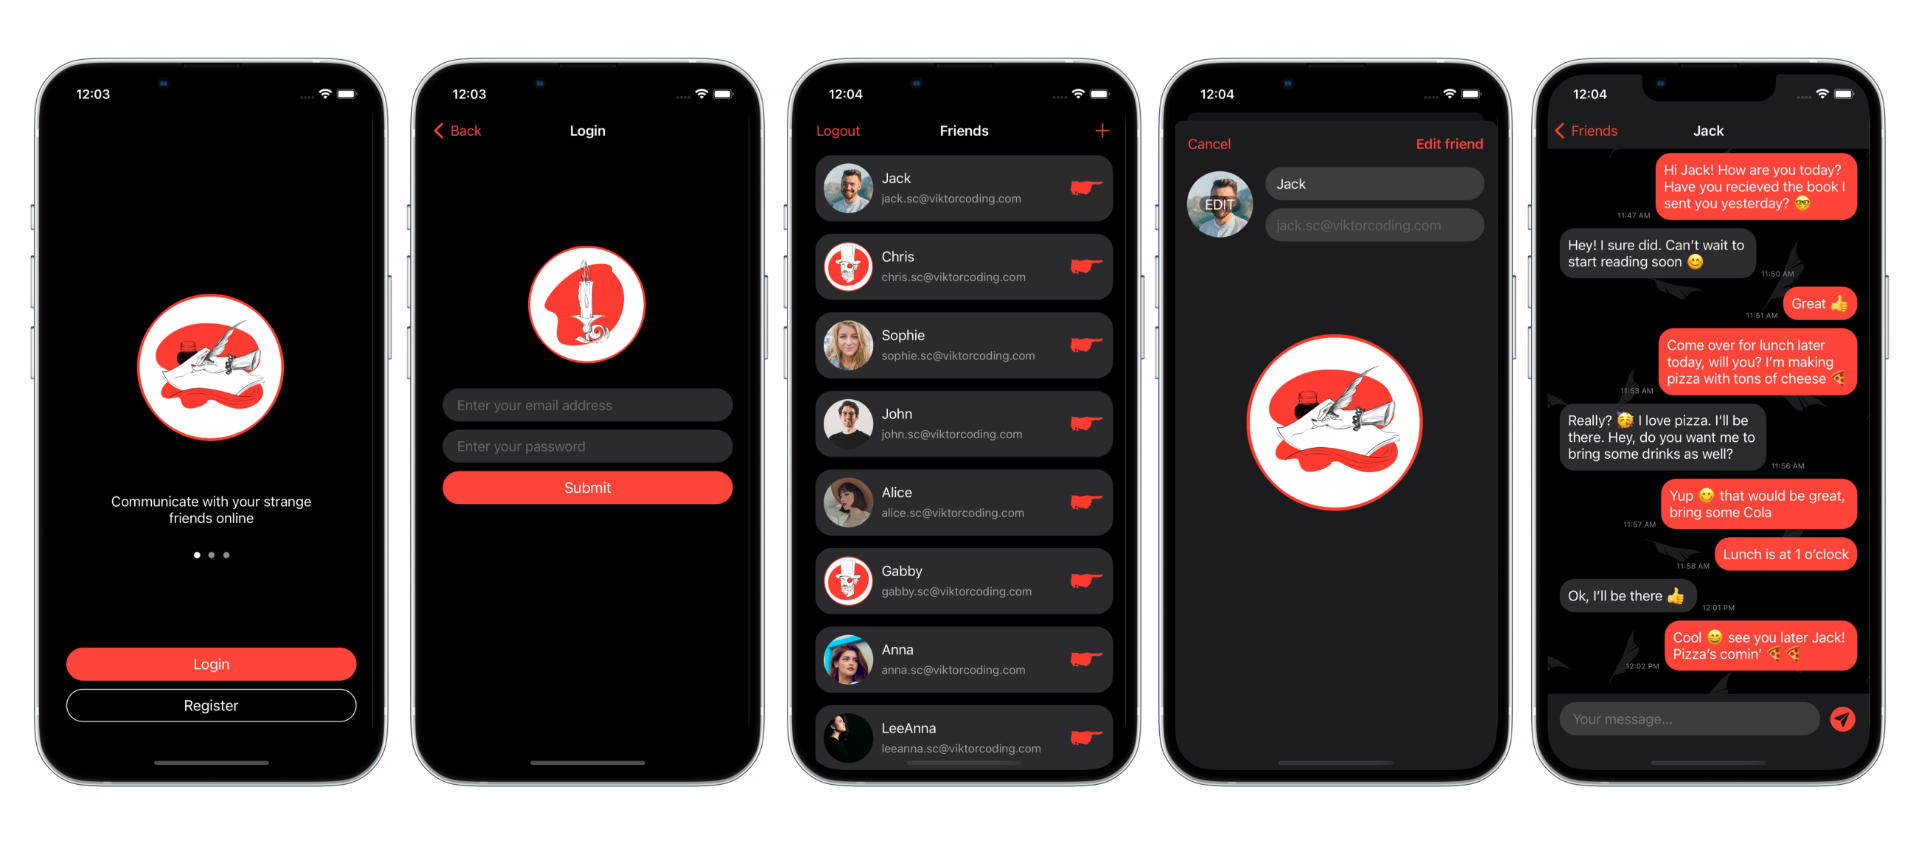 12:03
Communicate with your strange
friends online
Login
Register
12:03
Back
Login
Enter your email address
Enter your password
Submit
12:04
Logout
Friends
+
Jack
jack.sc@viktorcoding.com
Chris
chris.sc@viktorcoding.com
Sophie
sophie.sc@viktorcoding.com
John
john.sc@viktorcoding.com
Alice
alice.sc@viktorcoding.com
Gabby
gabby.sc@viktorcoding.com
Anna
anna.sc@viktorcoding.com
LeeAnna
leeanna.sc@viktorcoding.com
12:04
Cancel
Edit friend
EDIT
Jack
jack.sc@viktorcoding.com
12:04
Friends
Jack
Hi Jack! How are you today?
Have you recieved the book I
sent you yesterday? 🤓
11:47 AM
Hey! I sure did. Can't wait to
start reading soon 😊
11:50 AM
Great 👍
11:51 AM
Come over for lunch later
today, will you? I'm making
pizza with tons of cheese 🍕
11:53 AM
Really? 🥳 I love pizza. I'll be
there. Hey, do you want me to
bring some drinks as well?
11:56 AM
Yup 😋 that would be great,
bring some Cola
11:57 AM
Lunch is at 1 o'clock
11:58 AM
Ok, I'll be there 👍
12:01 PM
Cool 😄 see you later Jack!
Pizza's comin' 🍕 🍕
12:02 PM
Your message...